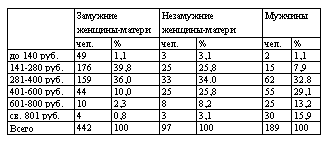 Замужние женщины-матери Незамужние женщины-матери Мужчины
чел. % чел. % чел. %
до 140 руб. 49 1,1 3 3,1 2 1,1
141-280 руб. 176 39,8 25 25,8 15 7,9
281-400 руб. 159 36,0 33 34.0 62 32.8
401-600 руб. 44 10,0 25 25,8 55 29,1
601-800 руб. 10 2,3 8 8,2 25 13,2
св. 801 руб. 4 0,8 3 3,1 30 15,9
Всего 442 100 97 100 189 100